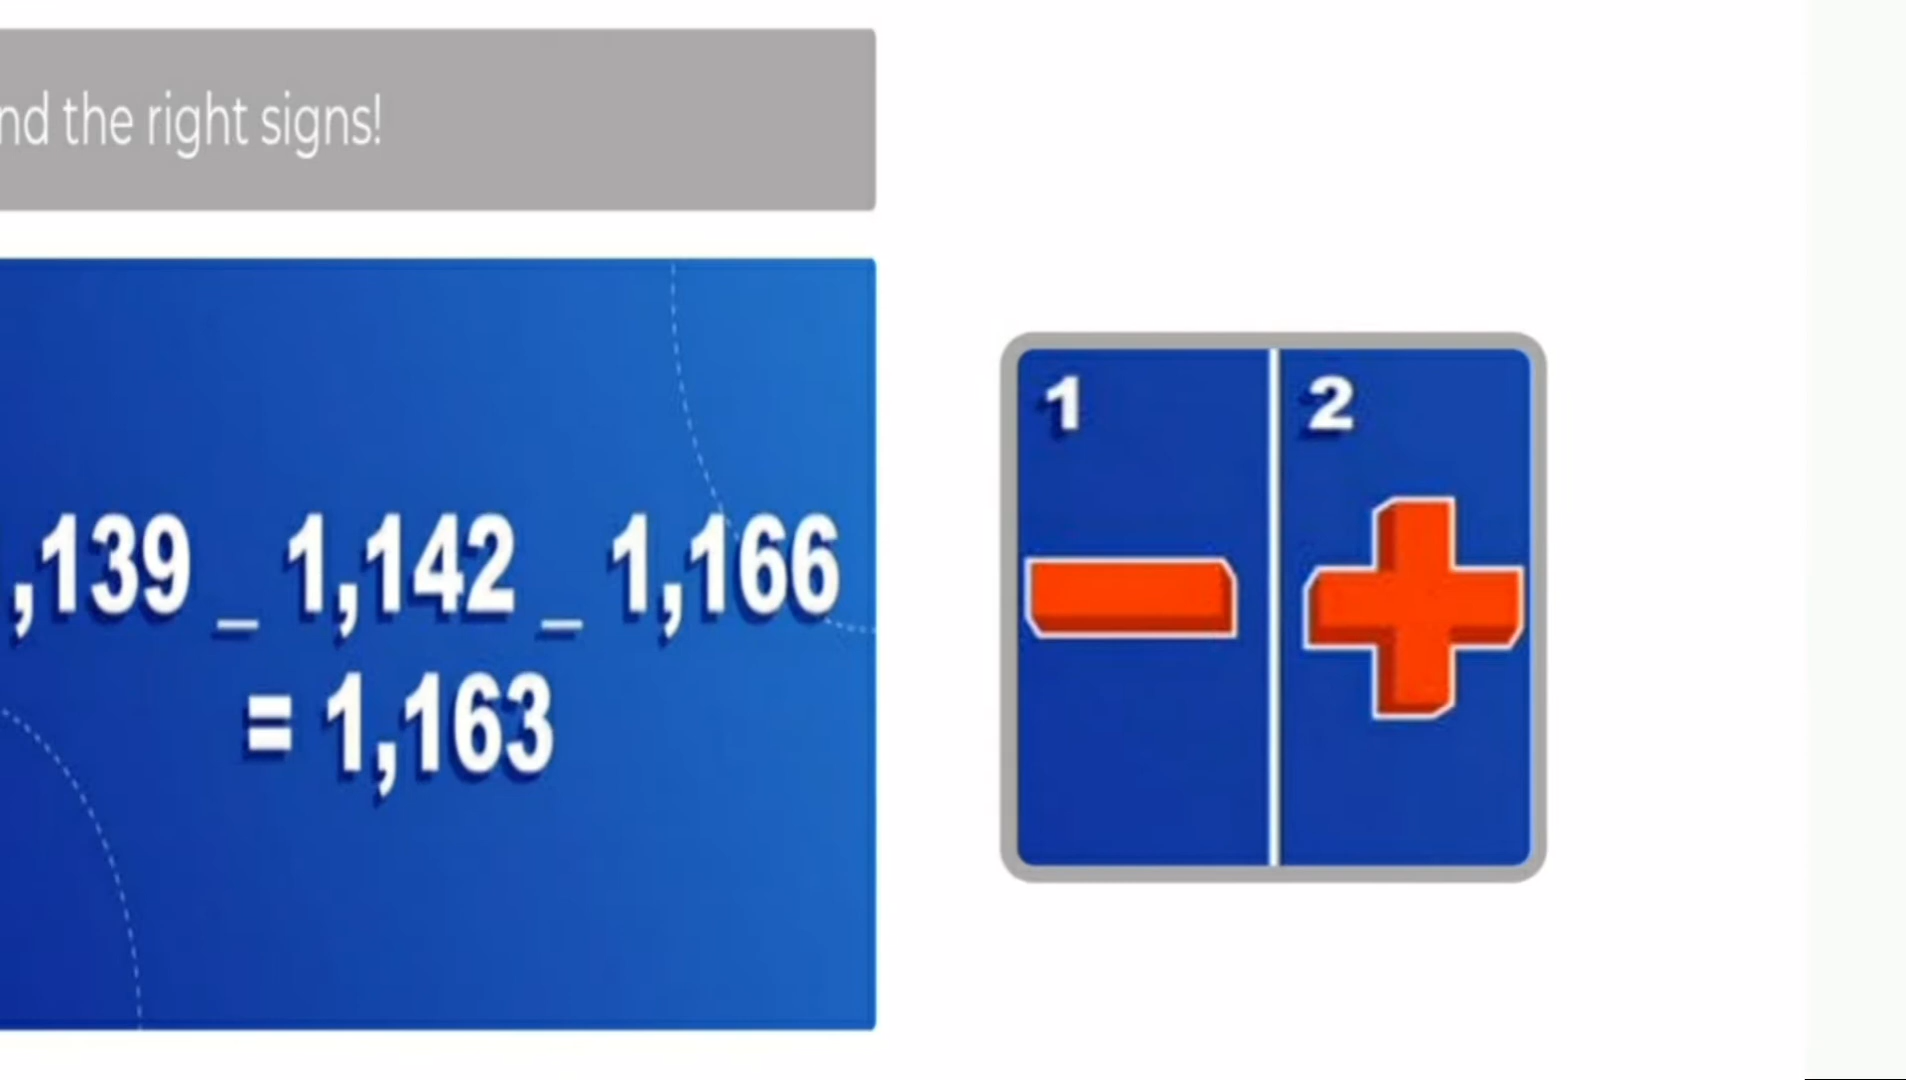 nd the right signs!
,139 _ 1,142 _ 1,166
= 1,163
1
2